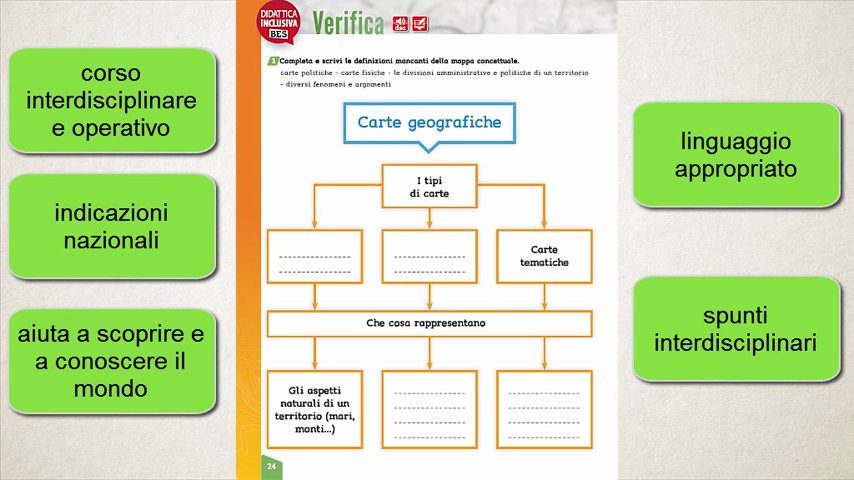 corso
interdisciplinare
e operativo
indicazioni
nazionali
aiuta a scoprire e
a conoscere il
mondo
DIDATTICA
INCLUSIVA
BES
Verifica
1 Completa e scrivi le definizioni mancanti della mappa concettuale.
carte politiche - carte fisiche - le divisioni amministrative e politiche di un territorio
- diversi fenomeni e argomenti
Carte geografiche
I tipi
di carte
Carte
tematiche
Che cosa rappresentano
Gli aspetti
naturali di un
territorio (mari,
monti...)
24
linguaggio
appropriato
spunti
interdisciplinari